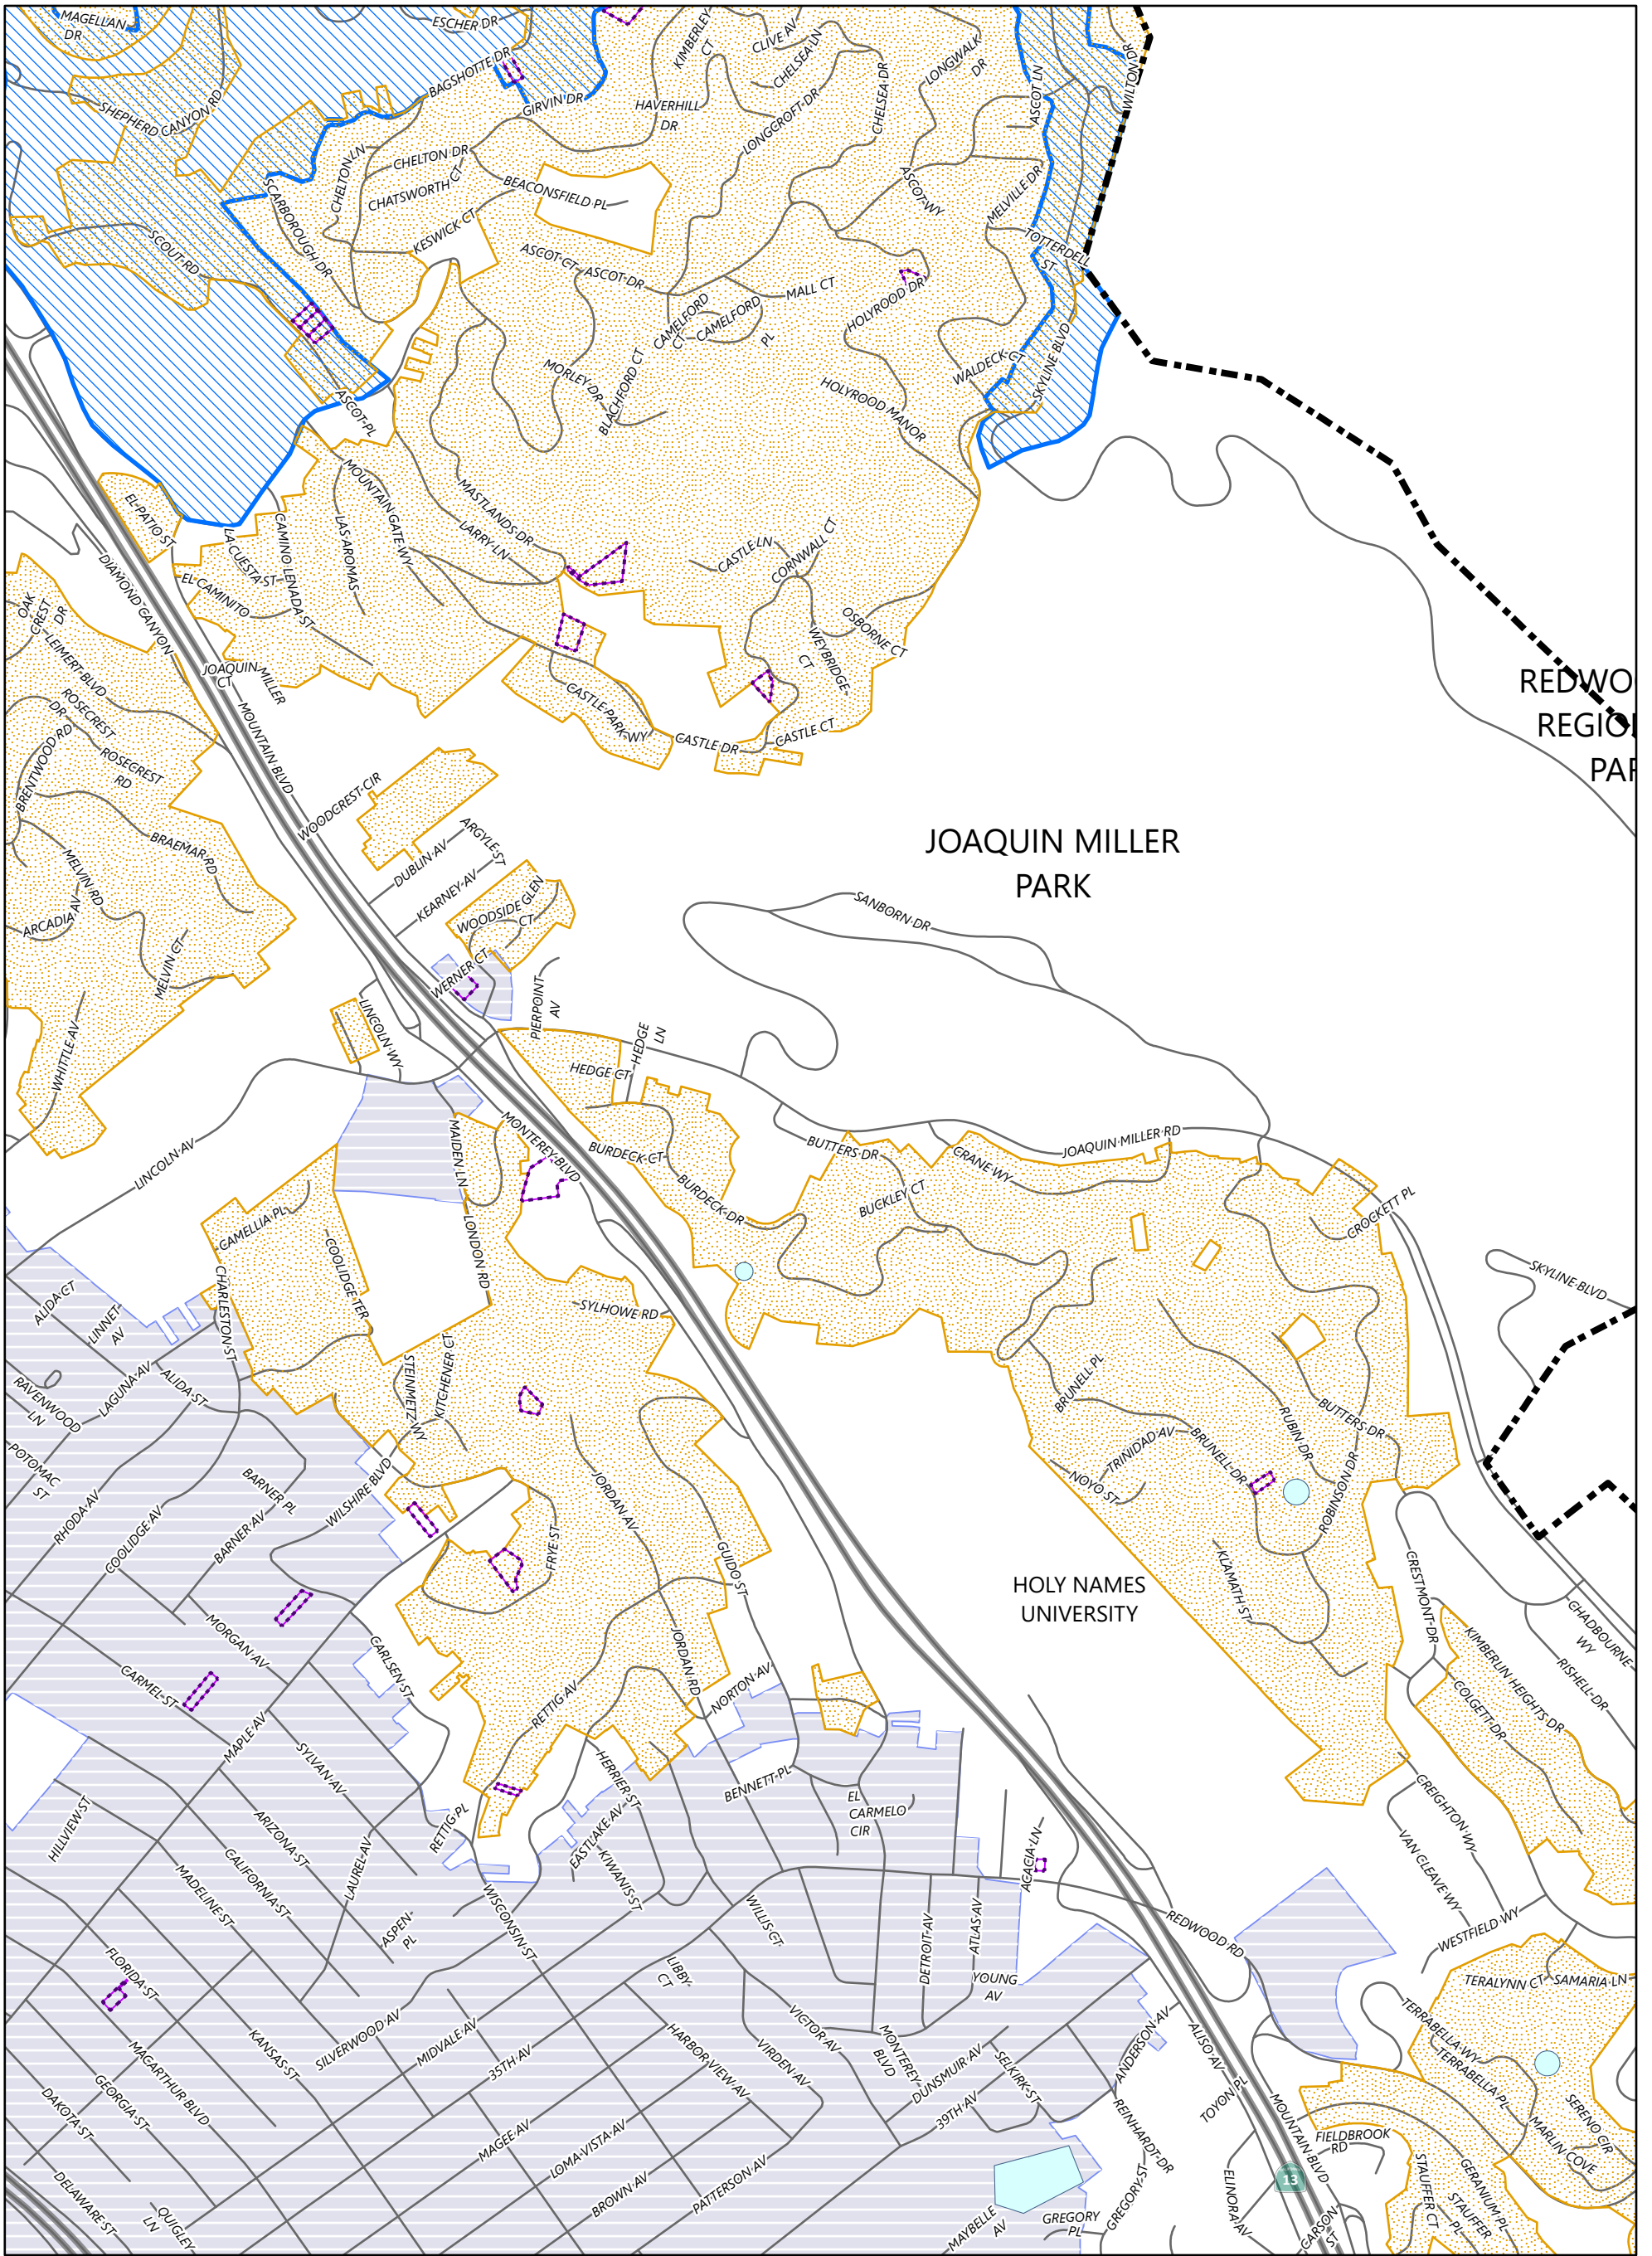 MAGELLAN
DR
ESCHER DR
KIMBERLEY
CT
CLIVE AV
CHELSEA LN
LONGWALK
DR
WILTON DR
BAGSHOTTE DR
SHEPHERD CANYON RD
GIRVIN DR
HAVERHILL
DR
LONGCROFT DR
CHELSEA DR
ASCOT LN
CHELTON LN
CHELTON DR
CHATSWORTH CT
BEACONSFIELD PL
ASCOT WY
MELVILLE DR
SCARBOROUGH DR
KESWICK CT
SCOUT RD
ASCOT CT
ASCOT DR
MALL CT
HOLYROOD DR
TOTTERDELL
ST
CAMELFORD
CT
CAMELFORD
PL
SKYLINE BLVD
WALDECK CT
MORLEY DR
BLACHFORD CT
HOLYROOD MANOR
ASCOT PL
MOUNTAIN GATE WY
MASTLANDS DR
LARRY LN
EL PATIO ST
LA CUESTA ST
CAMINO LENADA ST
LAS AROMAS
EL CAMINITO
CASTLE LN
CORNWALL CT
OSBORNE CT
WEYBRIDGE
CT
DIAMOND CANYON
OAK
CREST
DR
LEIMERT BLVD
JOAQUIN MILLER
CT
MOUNTAIN BLVD
CASTLE PARK WY
CASTLE DR
CASTLE CT
ROSECREST
DR
BRENTWOOD RD
ROSECREST
RD
REDWO
REGIO
PAR
WOODCREST CIR
BRAEMAR RD
DUBLIN AV
ARGYLE ST
KEARNEY AV
JOAQUIN MILLER
PARK
MELVIN RD
ARCADIA AV
MELVIN CT
WOODSIDE GLEN
CT
WERNER CT
SANBORN DR
PIERPOINT
AV
HEDGE
LN
HEDGE CT
LINCOLN WY
WHITTLE AV
LINCOLN AV
MAIDEN LN
MONTEREY BLVD
BURDECK CT
BURDECK DR
BUTTERS DR
BUCKLEY CT
CRANE WY
JOAQUIN MILLER RD
CROCKETT PL
SKYLINE BLVD
CAMELLIA PL
COOLIDGE TER
LONDON RD
CHARLESTON ST
ALIDA CT
LINNET
AV
SYLHOWE RD
LAGUNA AV
ALIDA ST
RAVENWOOD
LN
STEINMETZ WY
KITCHENER CT
BRUNELL PL
TRINIDAD AV
NOYO ST
BRUNELL DR
RUBIN DR
BUTTERS DR
ROBINSON DR
POTOMAC
ST
RHODA AV
COOLIDGE AV
BARNER PL
BARNER AV
WILSHIRE BLVD
JORDAN AV
FRYE ST
GUIDO ST
HOLY NAMES
UNIVERSITY
KLAMATH ST
CRESTMONT DR
CHADBOURNE
WY
RISHELL DR
KIMBERLIN HEIGHTS DR
COLGETT DR
MORGAN AV
CARMEL ST
CARLSEN ST
JORDAN RD
NORTON AV
RETTIG AV
MAPLE AV
SYLVAN AV
HILLVIEW ST
ARIZONA ST
RETTIG PL
HERRIER ST
EASTLAKE AV
KIWANIS ST
BENNETT PL
EL
CARMELO
CIR
ACACIA LN
CREIGHTON WY
VAN CLEAVE WY
WESTFIELD WY
CALIFORNIA ST
MADELINE ST
LAUREL AV
ASPEN
PL
WISCONSIN ST
WILLIS CT
LIBBY
CT
DETROIT AV
ATLAS AV
YOUNG
AV
REDWOOD RD
FLORIDA ST
TERALYNN CT
SAMARIA LN
TERRABELLA WY
TERRABELLA PL
SERENO CIR
MARLIN COVE
KANSAS ST
SILVERWOOD AV
MIDVALE AV
35TH AV
HARBOR VIEW AV
VICTOR AV
VIRDEN AV
MONTEREY
BLVD
DUNSMUIR AV
39TH AV
SELKIRK ST
ANDERSON AV
REINHARDT DR
ALISO AV
TOYON PL
MOUNTAIN BLVD
FIELDBROOK
RD
MACARTHUR BLVD
GEORGIA ST
DAKOTA ST
DELAWARE ST
QUIGLEY
LN
MAGEE AV
LOMA VISTA AV
BROWN AV
PATTERSON AV
MAYBELLE
AV
GREGORY
PL
GREGORY ST
ELINORA AV
13
CARSON
ST
STAUFFER CT
STAUFFER
PL
GERANIUM PL